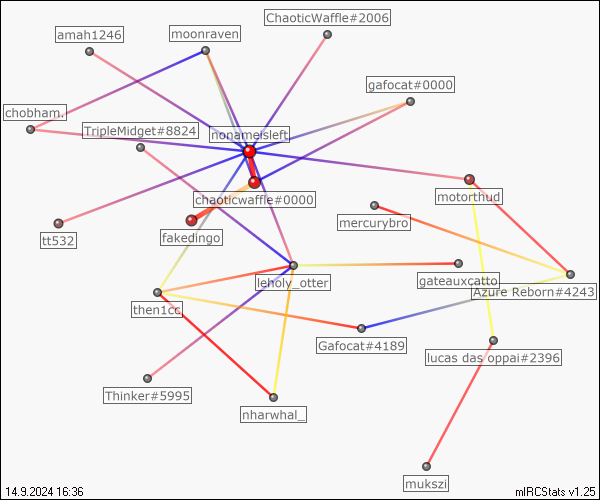 ChaoticWaffle#2006
amah1246
moonraven
gafocat#0000
chobham.
TripleMidget#8824
nonameisleft
chaoticwaffle#0000
motorthud
mercurybro
fakedingo
tt532
leholy_otter
gateauxcatto
Azure Reborn#4243
then1cc
Gafocat#4189
lucas das oppai#2396
Thinker#5995
nharwhal_
mukszi
14.9.2024 16:36
mIRCStats v1.25